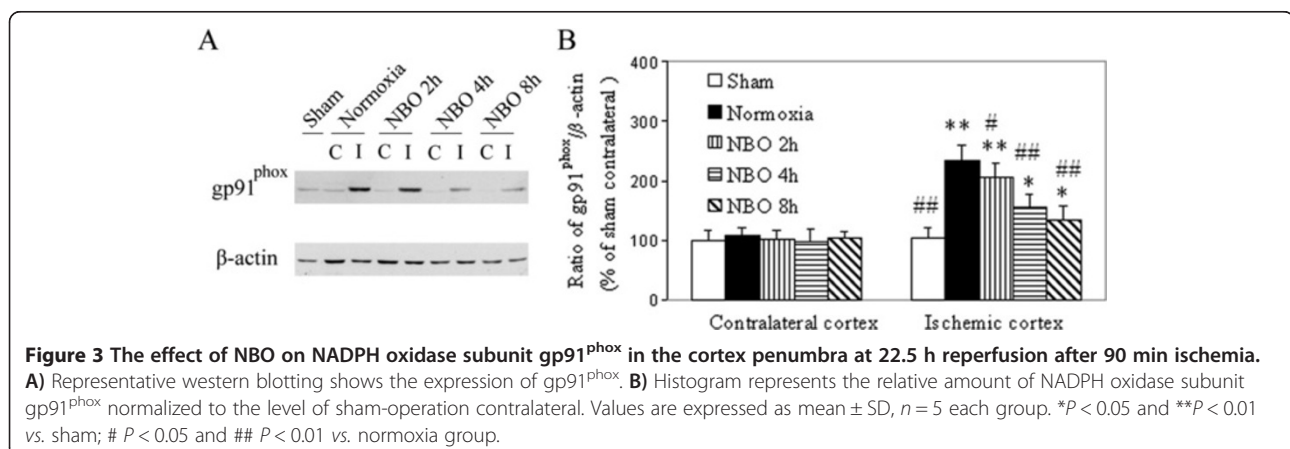 A
Sham
Normoxia
NBO 2h
NBO 4h
NBO 8h
C I C I C I C I
gp91phox
β-actin
B
Ratio of gp91phox/β-actin
(% of sham contralateral )
400
300
200
100
0
Sham
Normoxia
NBO 2h
NBO 4h
NBO 8h
##
**
#
**
##
*
##
*
Contralateral cortex
Ischemic cortex
Figure 3 The effect of NBO on NADPH oxidase subunit gp91phox in the cortex penumbra at 22.5 h reperfusion after 90 min ischemia.
A) Representative western blotting shows the expression of gp91phox. B) Histogram represents the relative amount of NADPH oxidase subunit
gp91phox normalized to the level of sham-operation contralateral. Values are expressed as mean ± SD, n = 5 each group. *P < 0.05 and **P < 0.01
vs. sham; # P < 0.05 and ## P < 0.01 vs. normoxia group.